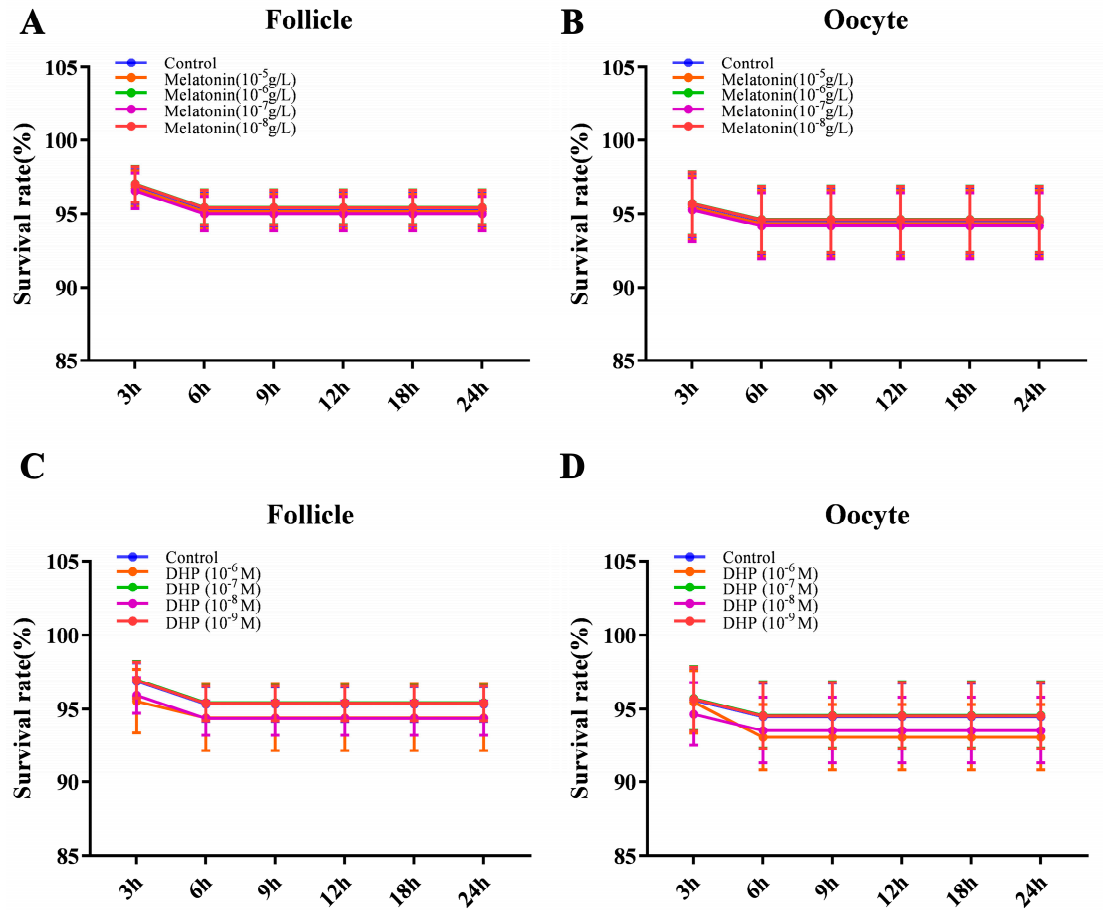 A
Follicle
Control
Melatonin(10⁻⁵g/L)
Melatonin(10⁻⁶g/L)
Melatonin(10⁻⁷g/L)
Melatonin(10⁻⁸g/L)
Survival rate(%)
105
100
95
90
85
3h 6h 9h 12h 18h 24h
B
Oocyte
Control
Melatonin(10⁻⁵g/L)
Melatonin(10⁻⁶g/L)
Melatonin(10⁻⁷g/L)
Melatonin(10⁻⁸g/L)
Survival rate(%)
105
100
95
90
85
3h 6h 9h 12h 18h 24h
C
Follicle
Control
DHP (10⁻⁶ M)
DHP (10⁻⁷ M)
DHP (10⁻⁸ M)
DHP (10⁻⁹ M)
Survival rate(%)
105
100
95
90
85
3h 6h 9h 12h 18h 24h
D
Oocyte
Control
DHP (10⁻⁶ M)
DHP (10⁻⁷ M)
DHP (10⁻⁸ M)
DHP (10⁻⁹ M)
Survival rate(%)
105
100
95
90
85
3h 6h 9h 12h 18h 24h